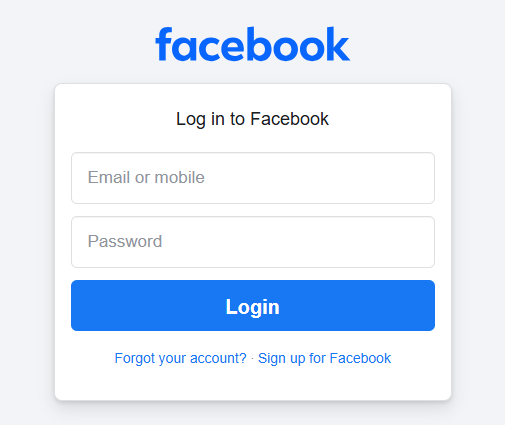 facebook
Log in to Facebook
Email or mobile
Password
Login
Forgot your account? · Sign up for Facebook